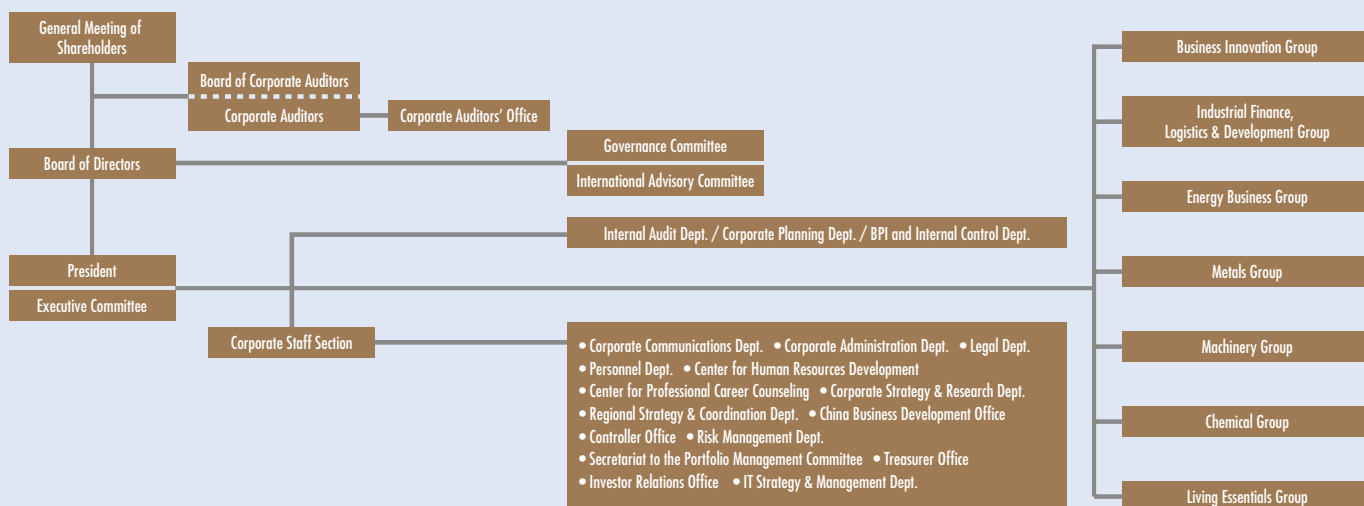 General Meeting of
Shareholders
Board of Corporate Auditors
Corporate Auditors
Corporate Auditors' Office
Board of Directors
Governance Committee
International Advisory Committee
Internal Audit Dept. / Corporate Planning Dept. / BPI and Internal Control Dept.
President
Executive Committee
Corporate Staff Section
• Corporate Communications Dept. • Corporate Administration Dept. • Legal Dept.
• Personnel Dept. • Center for Human Resources Development
• Center for Professional Career Counseling • Corporate Strategy & Research Dept.
• Regional Strategy & Coordination Dept. • China Business Development Office
• Controller Office • Risk Management Dept.
• Secretariat to the Portfolio Management Committee • Treasurer Office
• Investor Relations Office • IT Strategy & Management Dept.
Business Innovation Group
Industrial Finance,
Logistics & Development Group
Energy Business Group
Metals Group
Machinery Group
Chemical Group
Living Essentials Group